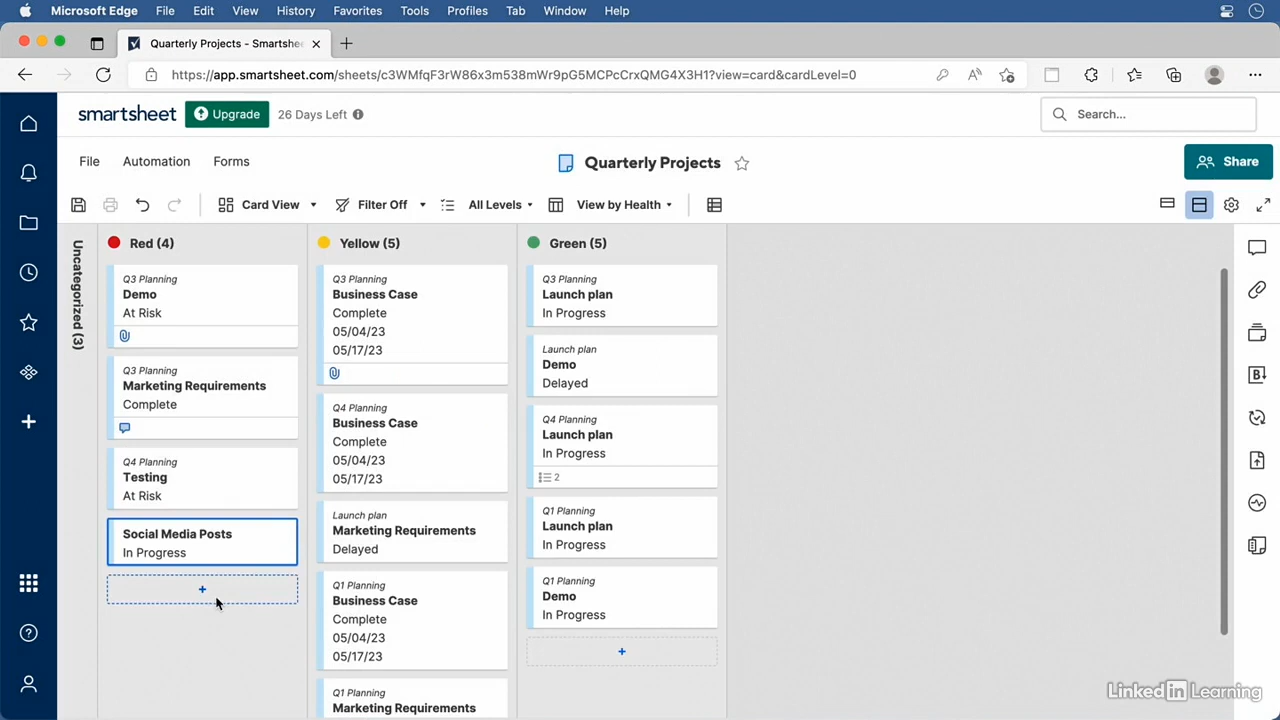 Microsoft Edge File Edit View History Favorites Tools Profiles Tab Window Help
Quarterly Projects - Smartshe
https://app.smartsheet.com/sheets/c3WMfqF3rW86x3m538mWr9pG5MCPcCrxQMG4X3H1?view=card&cardLevel=0
smartsheet Upgrade 26 Days Left Search...
File Automation Forms Quarterly Projects Share
Card View Filter Off All Levels View by Health
Uncategorized (3)
Red (4)
Q3 Planning
Demo
At Risk
Q3 Planning
Marketing Requirements
Complete
Q4 Planning
Testing
At Risk
Social Media Posts
In Progress
+
Yellow (5)
Q3 Planning
Business Case
Complete
05/04/23
05/17/23
Q4 Planning
Business Case
Complete
05/04/23
05/17/23
Launch plan
Marketing Requirements
Delayed
Q1 Planning
Business Case
Complete
05/04/23
05/17/23
Q1 Planning
Marketing Requirements
Green (5)
Q3 Planning
Launch plan
In Progress
Launch plan
Demo
Delayed
Q4 Planning
Launch plan
In Progress
2
Q1 Planning
Launch plan
In Progress
Q1 Planning
Demo
In Progress
+
LinkedIn Learning